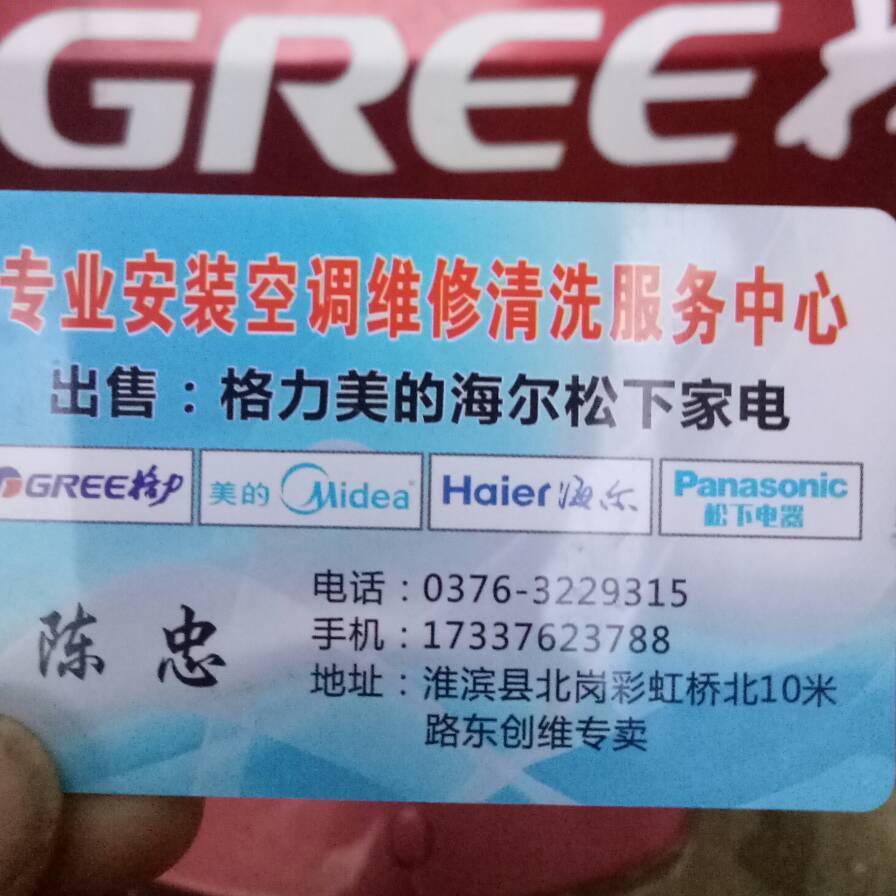 GREE
专业安装空调维修清洗服务中心
出售：格力美的海尔松下家电
GREE格力 美的 Midea Haier海尔 Panasonic
松下电器
陈忠
电话：0376-3229315
手机：17337623788
地址：淮滨县北岗彩虹桥北10米
路东创维专卖